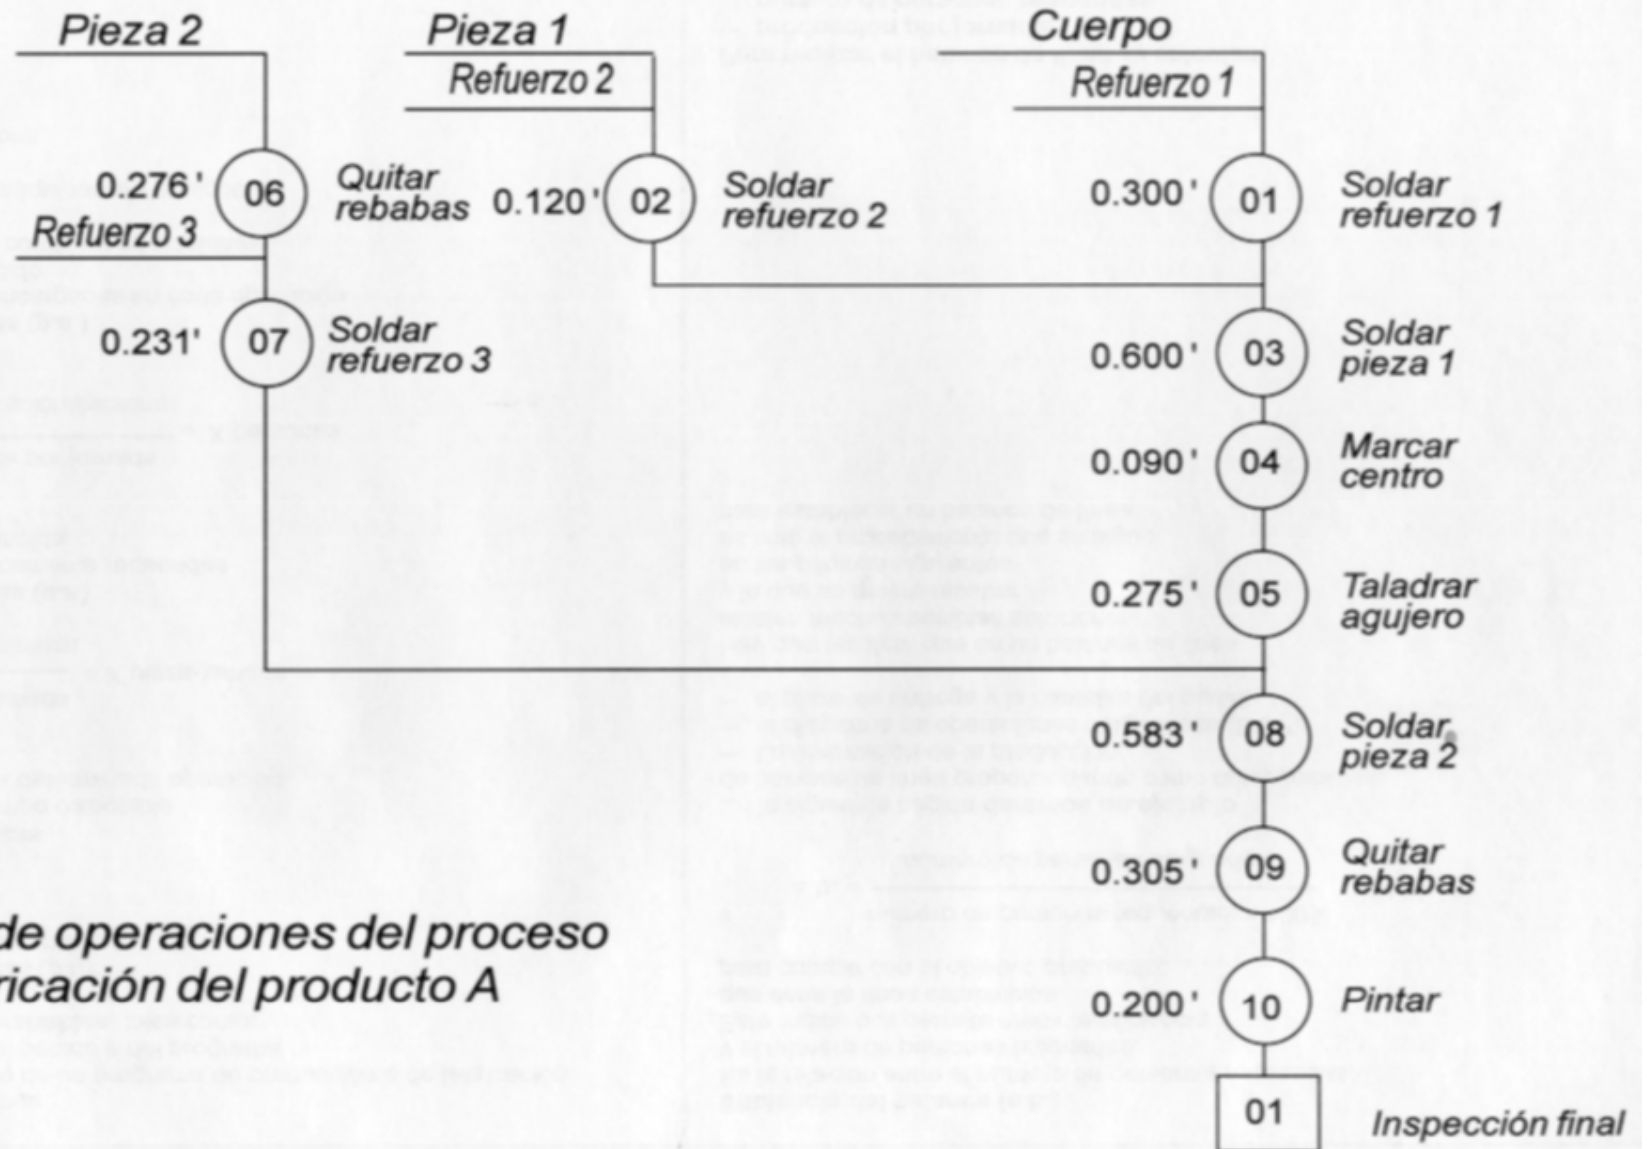 Pieza 2
0.276'
06
Quitar
rebabas
Refuerzo 3
0.231'
07
Soldar
refuerzo 3
Pieza 1
Refuerzo 2
0.120'
02
Soldar
refuerzo 2
Cuerpo
Refuerzo 1
0.300'
01
Soldar
refuerzo 1
0.600'
03
Soldar
pieza 1
0.090'
04
Marcar
centro
0.275'
05
Taladrar
agujero
0.583'
08
Soldar
pieza 2
0.305'
09
Quitar
rebabas
0.200'
10
Pintar
01
Inspección final
de operaciones del proceso
ricación del producto A